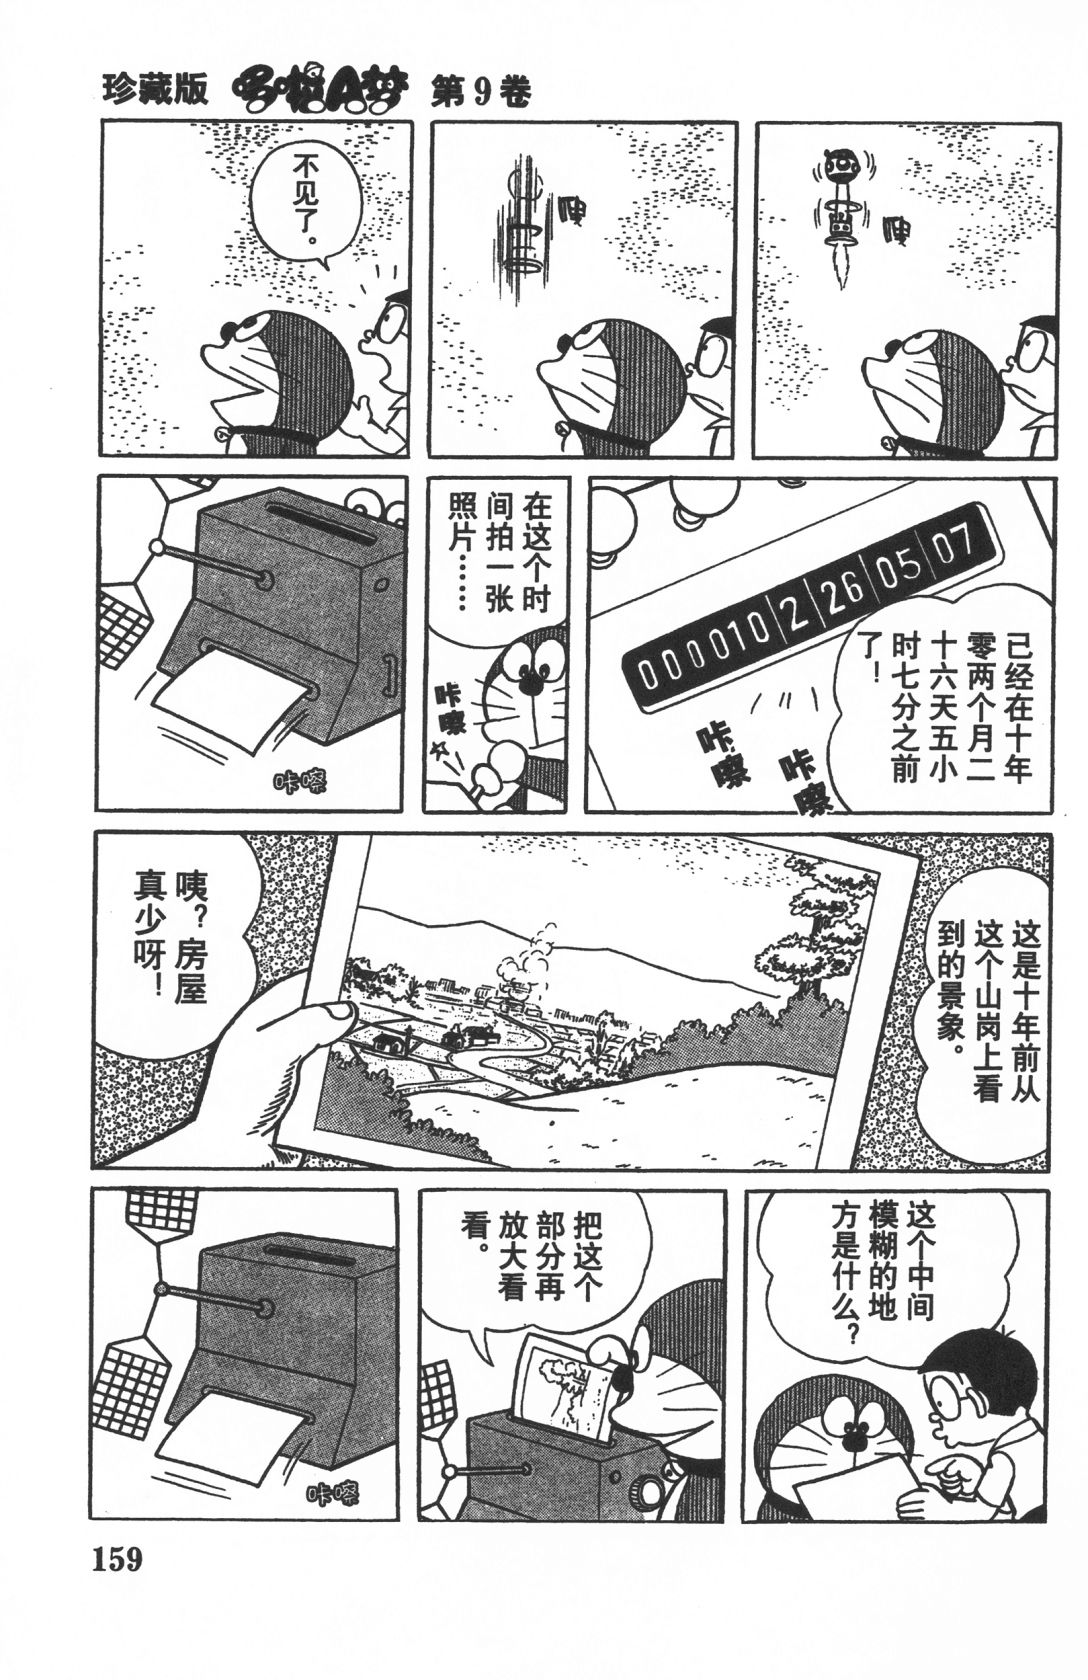 珍藏版 哆啦A梦 第9卷
嗖
嗖
不见了。
已经在十年
零两个月二
十六天五小
时七分之前
了！
00001022260507
咔嚓
咔嚓
在这个时
间拍一张
照片……
咔嚓
咔嚓
这是十年前从
这个山岗上看
到的景象。
咦？房屋
真少呀！
这个中间
模糊的地
方是什么？
把这个
部分再
放大看
看。
咔嚓
159